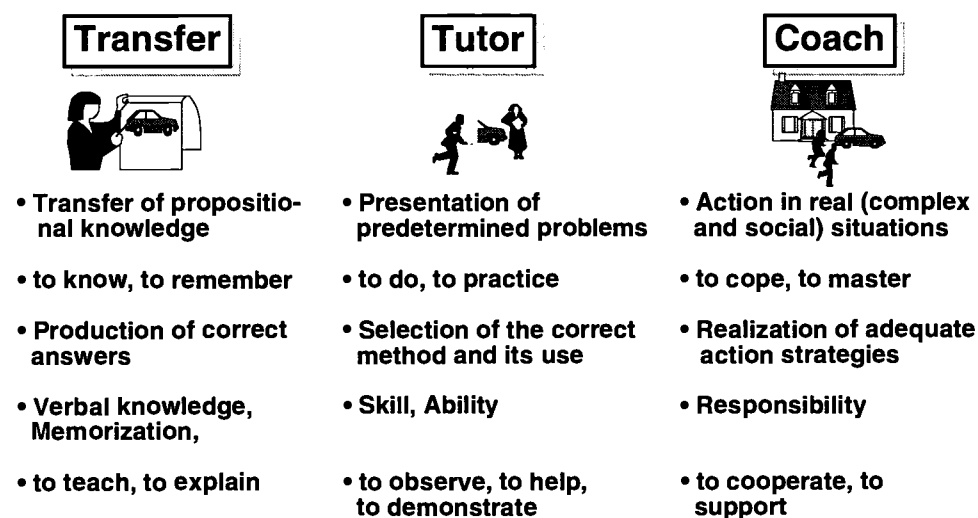 Transfer
• Transfer of propositio-
nal knowledge
• to know, to remember
• Production of correct
answers
• Verbal knowledge,
Memorization,
• to teach, to explain
Tutor
• Presentation of
predetermined problems
• to do, to practice
• Selection of the correct
method and its use
• Skill, Ability
• to observe, to help,
to demonstrate
Coach
• Action in real (complex
and social) situations
• to cope, to master
• Realization of adequate
action strategies
• Responsibility
• to cooperate, to
support